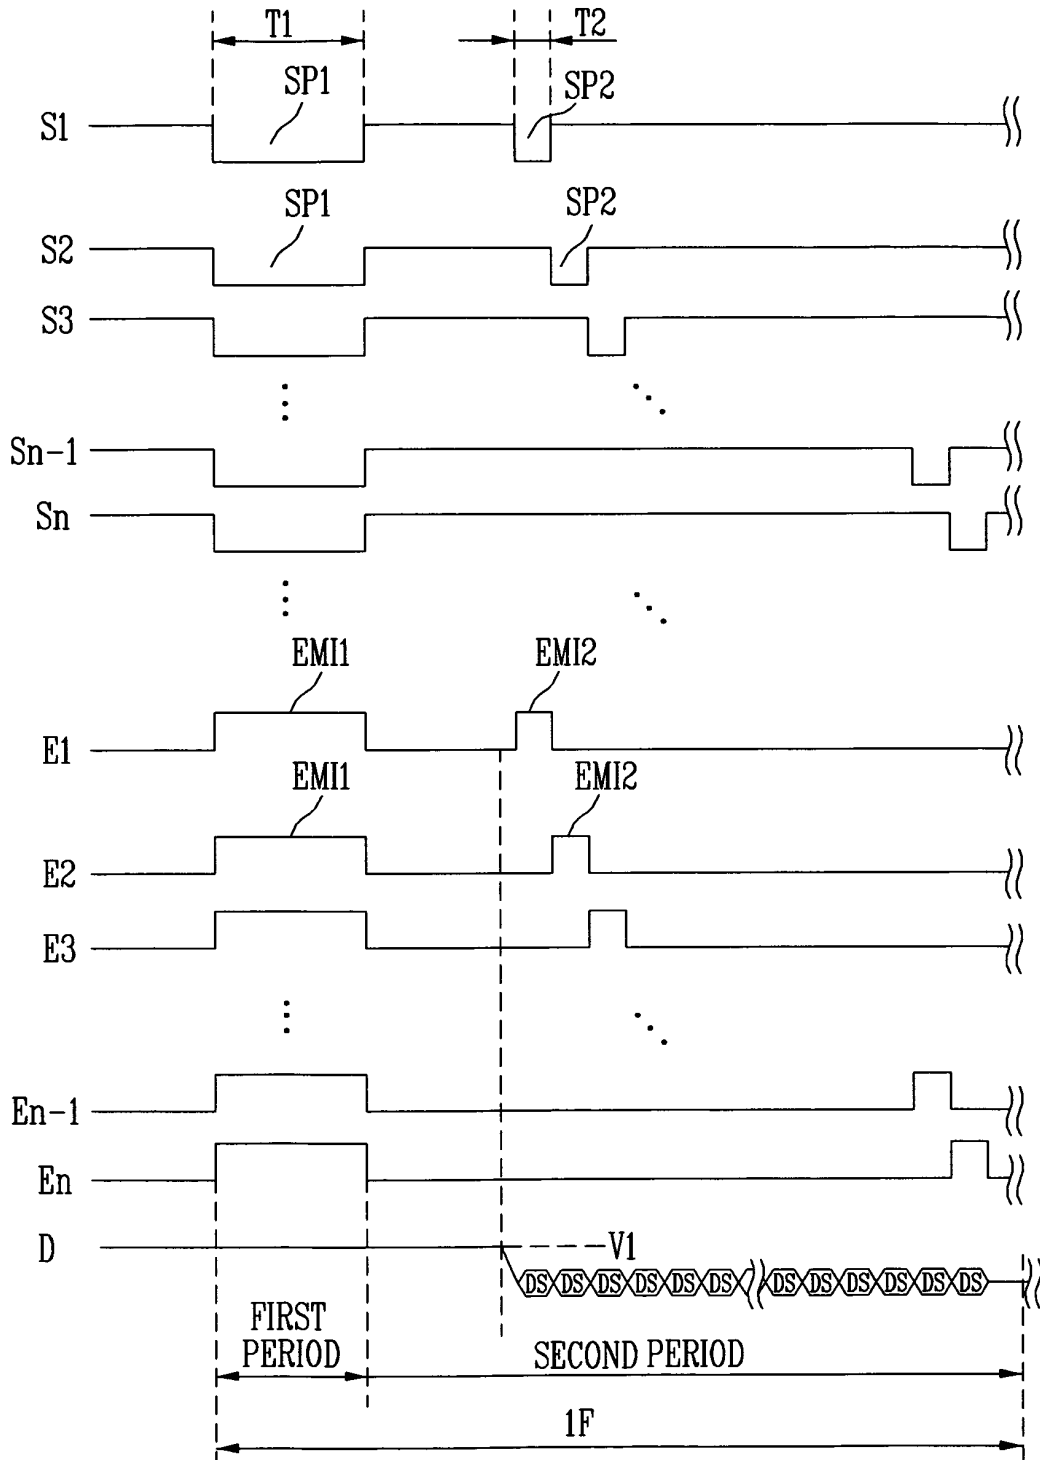 T1 T2
SP1 SP2
S1
SP1 SP2
S2
S3
Sn-1
Sn
EMI1 EMI2
E1
EMI1 EMI2
E2
E3
En-1
En
D V1
DS DS DS DS DS DS DS DS DS DS DS DS
FIRST
PERIOD SECOND PERIOD
1F